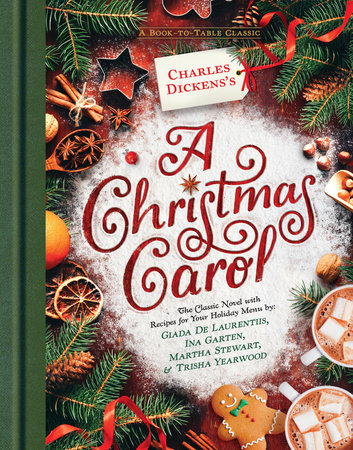 A Book-to-Table Classic
Charles
Dickens's
A
Christmas
Carol
The Classic Novel with
Recipes for Your Holiday Menu by:
Giada De Laurentiis,
Ina Garten,
Martha Stewart,
& Trisha Yearwood